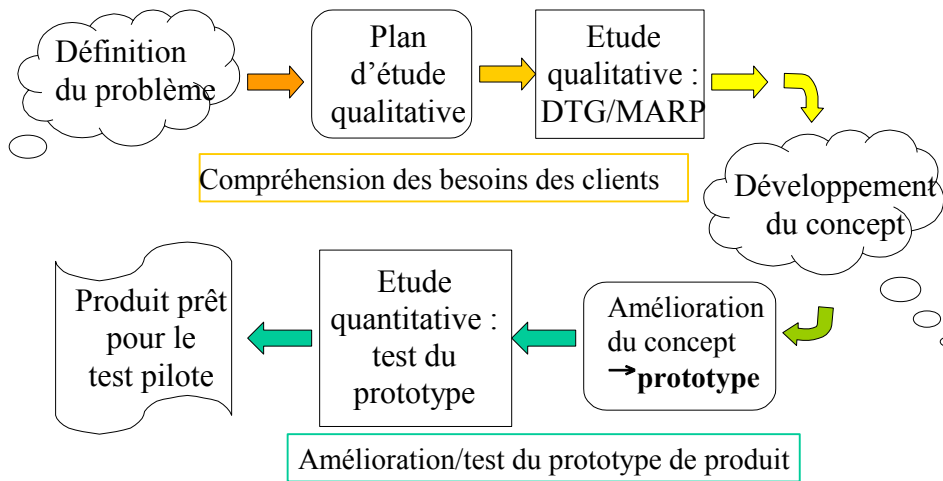 Définition
du problème
Plan
d’étude
qualitative
Etude
qualitative :
DTG/MARP
Compréhension des besoins des clients
Développement
du concept
Amélioration
du concept
→prototype
Etude
quantitative :
test du
prototype
Produit prêt
pour le
test pilote
Amélioration/test du prototype de produit